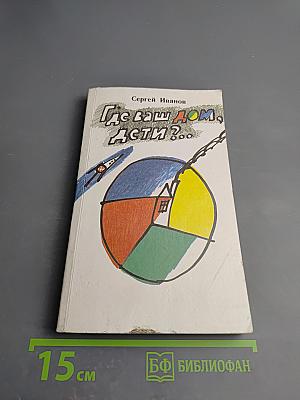 Сергей Иванов
Где ваш дом,
дети?..
15 см
БФ БИБЛИОФАН